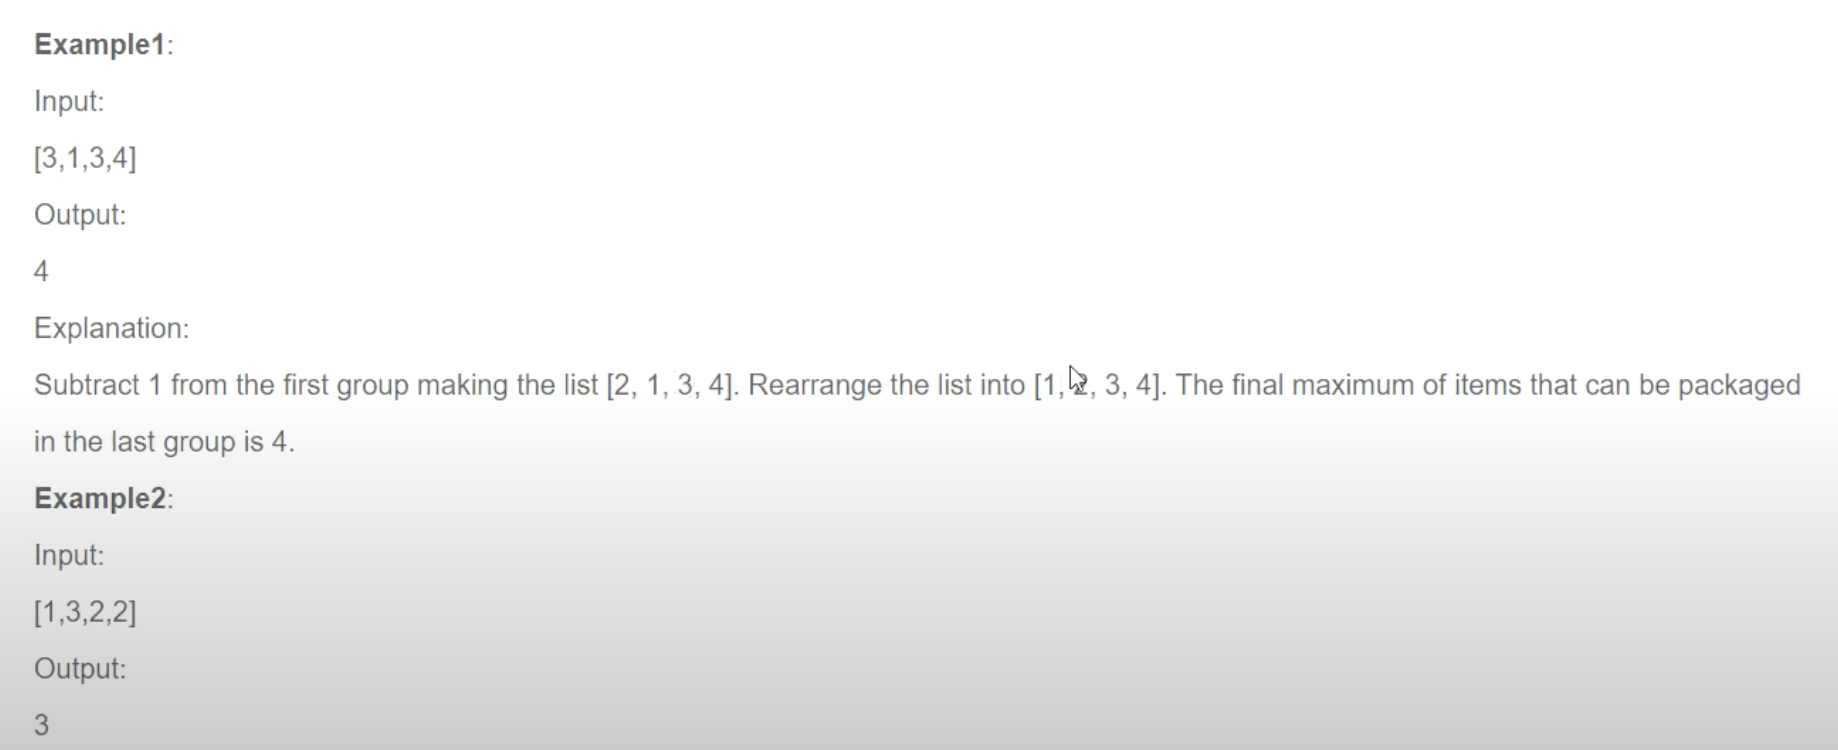 Example1:
Input:
[3,1,3,4]
Output:
4
Explanation:
Subtract 1 from the first group making the list [2, 1, 3, 4]. Rearrange the list into [1, 2, 3, 4]. The final maximum of items that can be packaged
in the last group is 4.
Example2:
Input:
[1,3,2,2]
Output:
3